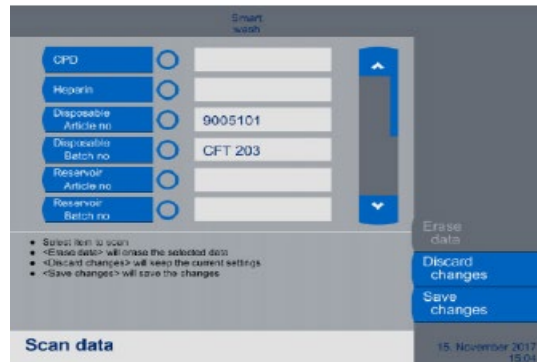 Smart
wash
CPD
Heparin
Disposable
Article no
9005101
Disposable
Batch no
CFT 203
Reservoir
Article no
Reservoir
Batch no
• Select item to scan
• <Erase data> will erase the selected data
• <Discard changes> will keep the current settings
• <Save changes> will save the changes
Erase
data
Discard
changes
Save
changes
Scan data
15. November 2017
15:04